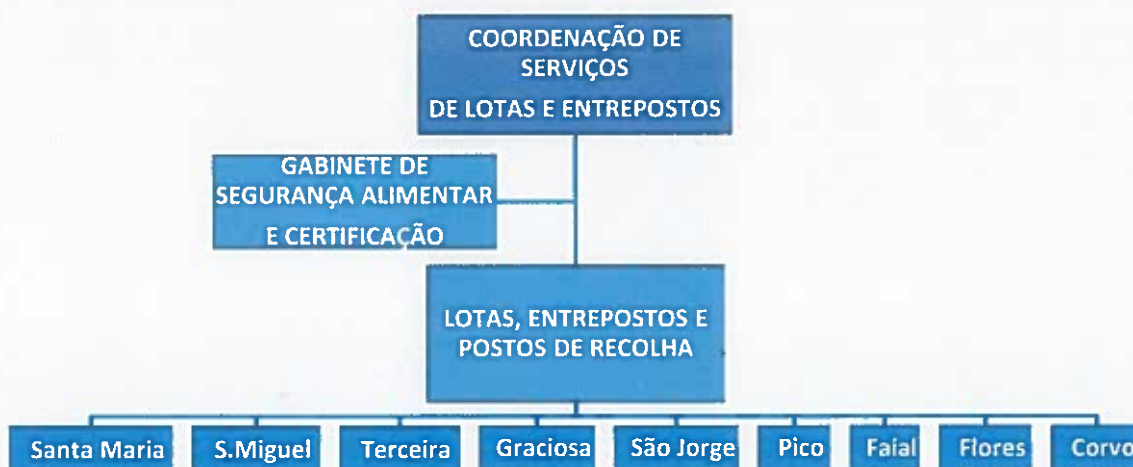 COORDENAÇÃO DE
SERVIÇOS
DE LOTAS E ENTREPOSTOS
GABINETE DE
SEGURANÇA ALIMENTAR
E CERTIFICAÇÃO
LOTAS, ENTREPOSTOS E
POSTOS DE RECOLHA
Santa Maria
S.Miguel
Terceira
Graciosa
São Jorge
Pico
Faial
Flores
Corvo